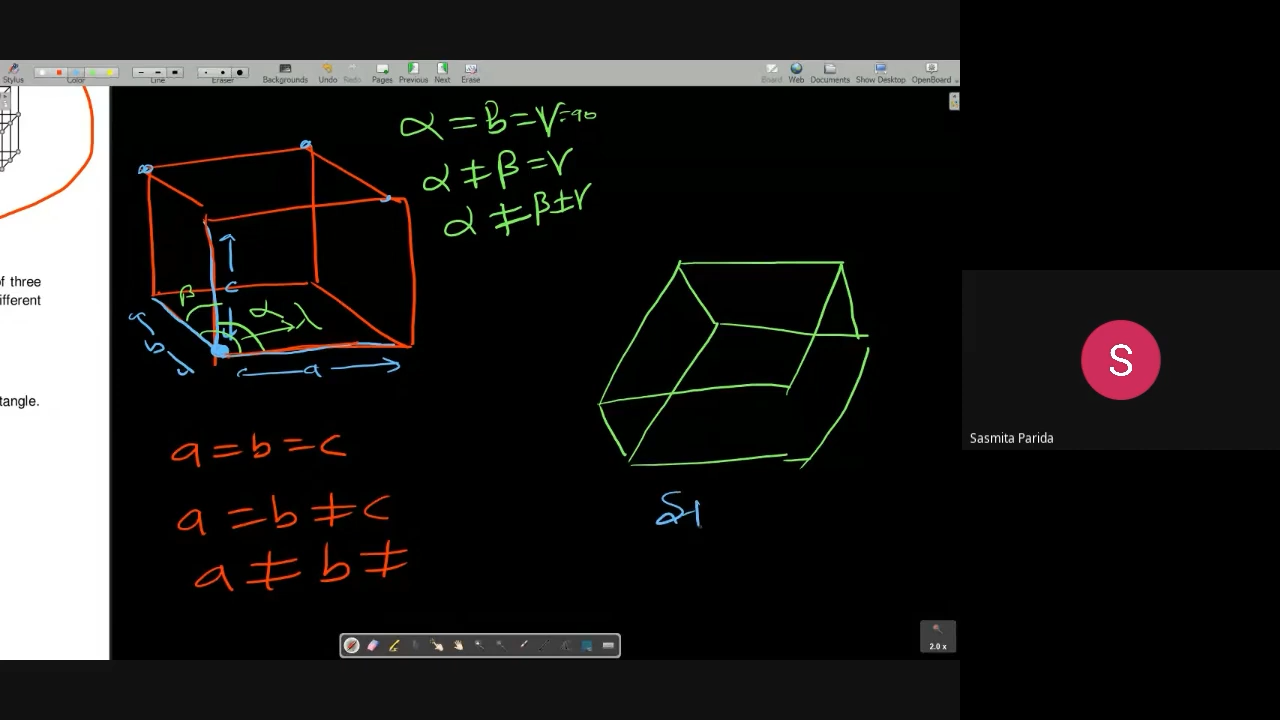 Stylus Color Line Eraser Backgrounds Undo Redo Pages Previous Next Erase Board Web Documents Show Desktop OpenBoard
α = β = γ = 90
α ≠ β = γ
α ≠ β ≠ γ
c
β
α
λ
b
a
of three
ifferent
ctangle.
a = b = c
a = b ≠ c
a ≠ b ≠
2.0 x
S
Sasmita Parida